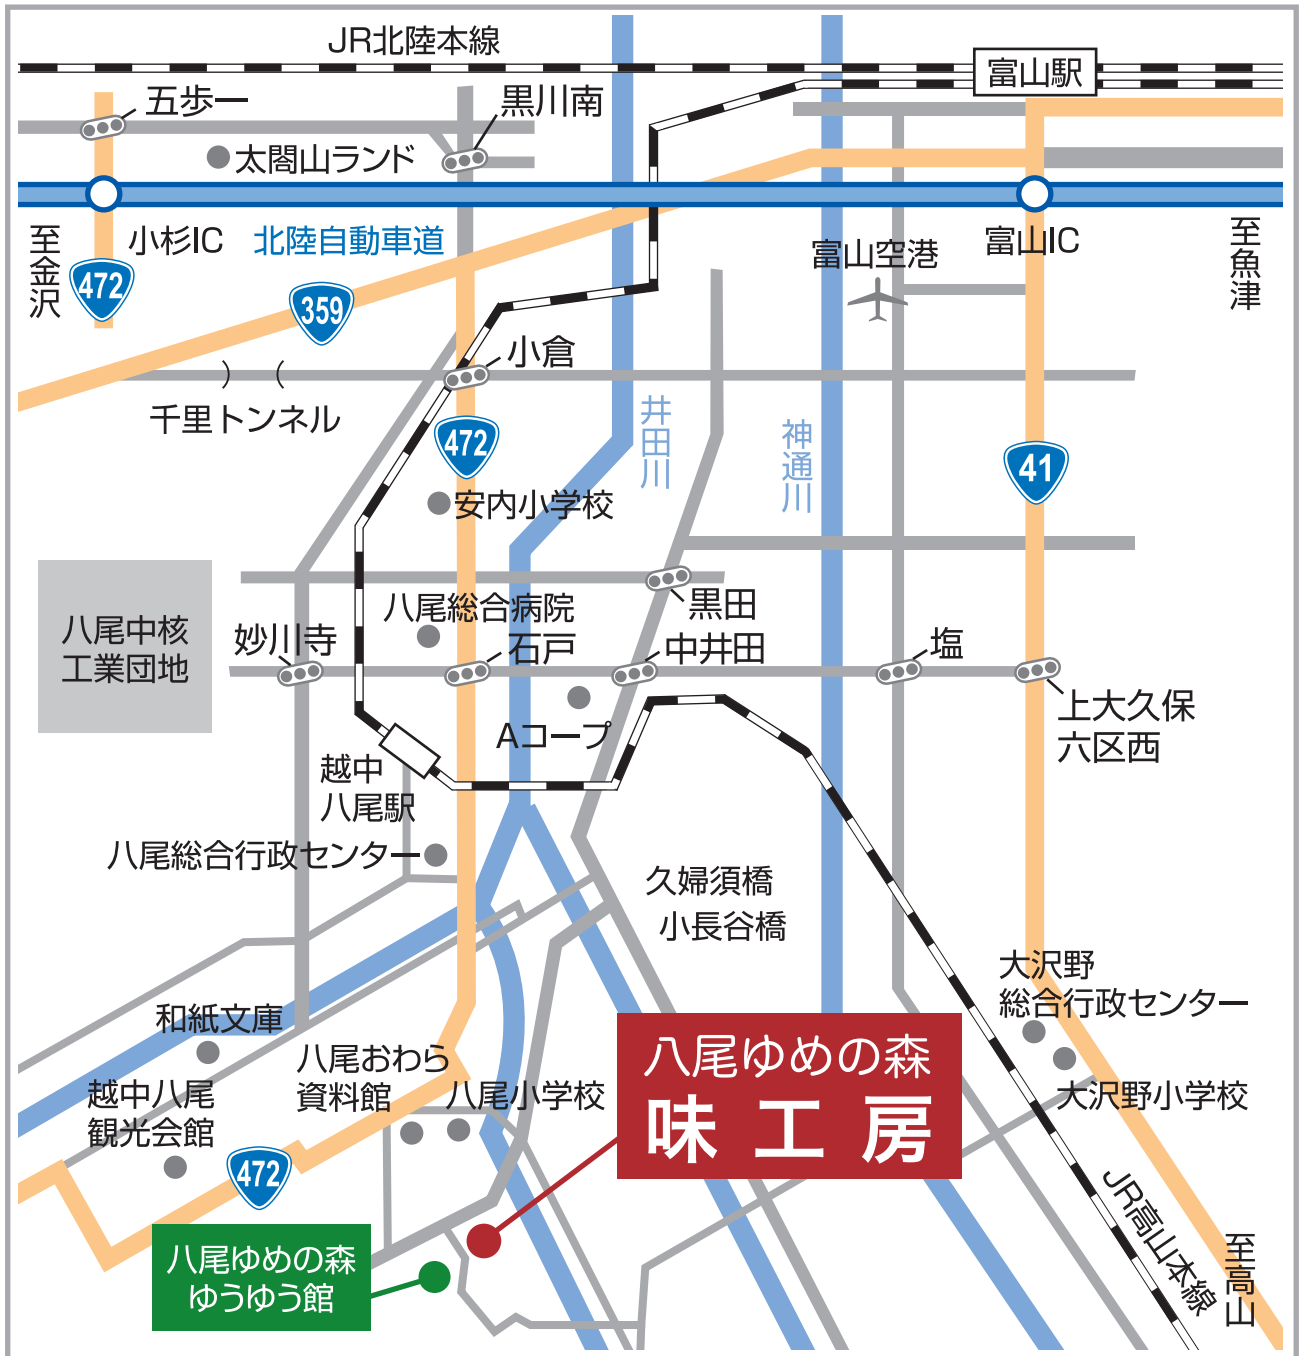 JR北陸本線
富山駅
五歩一
黒川南
太閤山ランド
小杉IC
北陸自動車道
富山空港
富山IC
至金沢
至魚津
472
359
小倉
千里トンネル
井田川
神通川
472
41
安内小学校
八尾中核
工業団地
八尾総合病院
黒田
妙川寺
石戸
中井田
塩
上大久保
六区西
Aコープ
越中
八尾駅
八尾総合行政センター
久婦須橋
小長谷橋
大沢野
総合行政センター
和紙文庫
八尾おわら
資料館
八尾小学校
八尾ゆめの森
味工房
大沢野小学校
越中八尾
観光会館
472
JR高山本線
至高山
八尾ゆめの森
ゆうゆう館